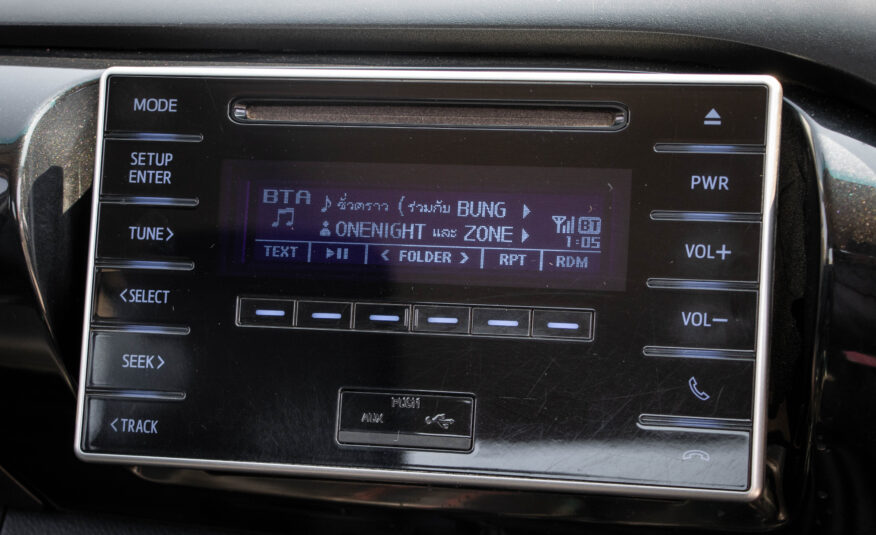 MODE
SETUP
ENTER
TUNE>
<SELECT
SEEK>
<TRACK
BTA
ชั่วคราว (ร่วมกับ BUNG
ONENIGHT และ ZONE
BT
1:05
TEXT
< FOLDER >
RPT
RDM
PUSH
AUX
PWR
VOL+
VOL−